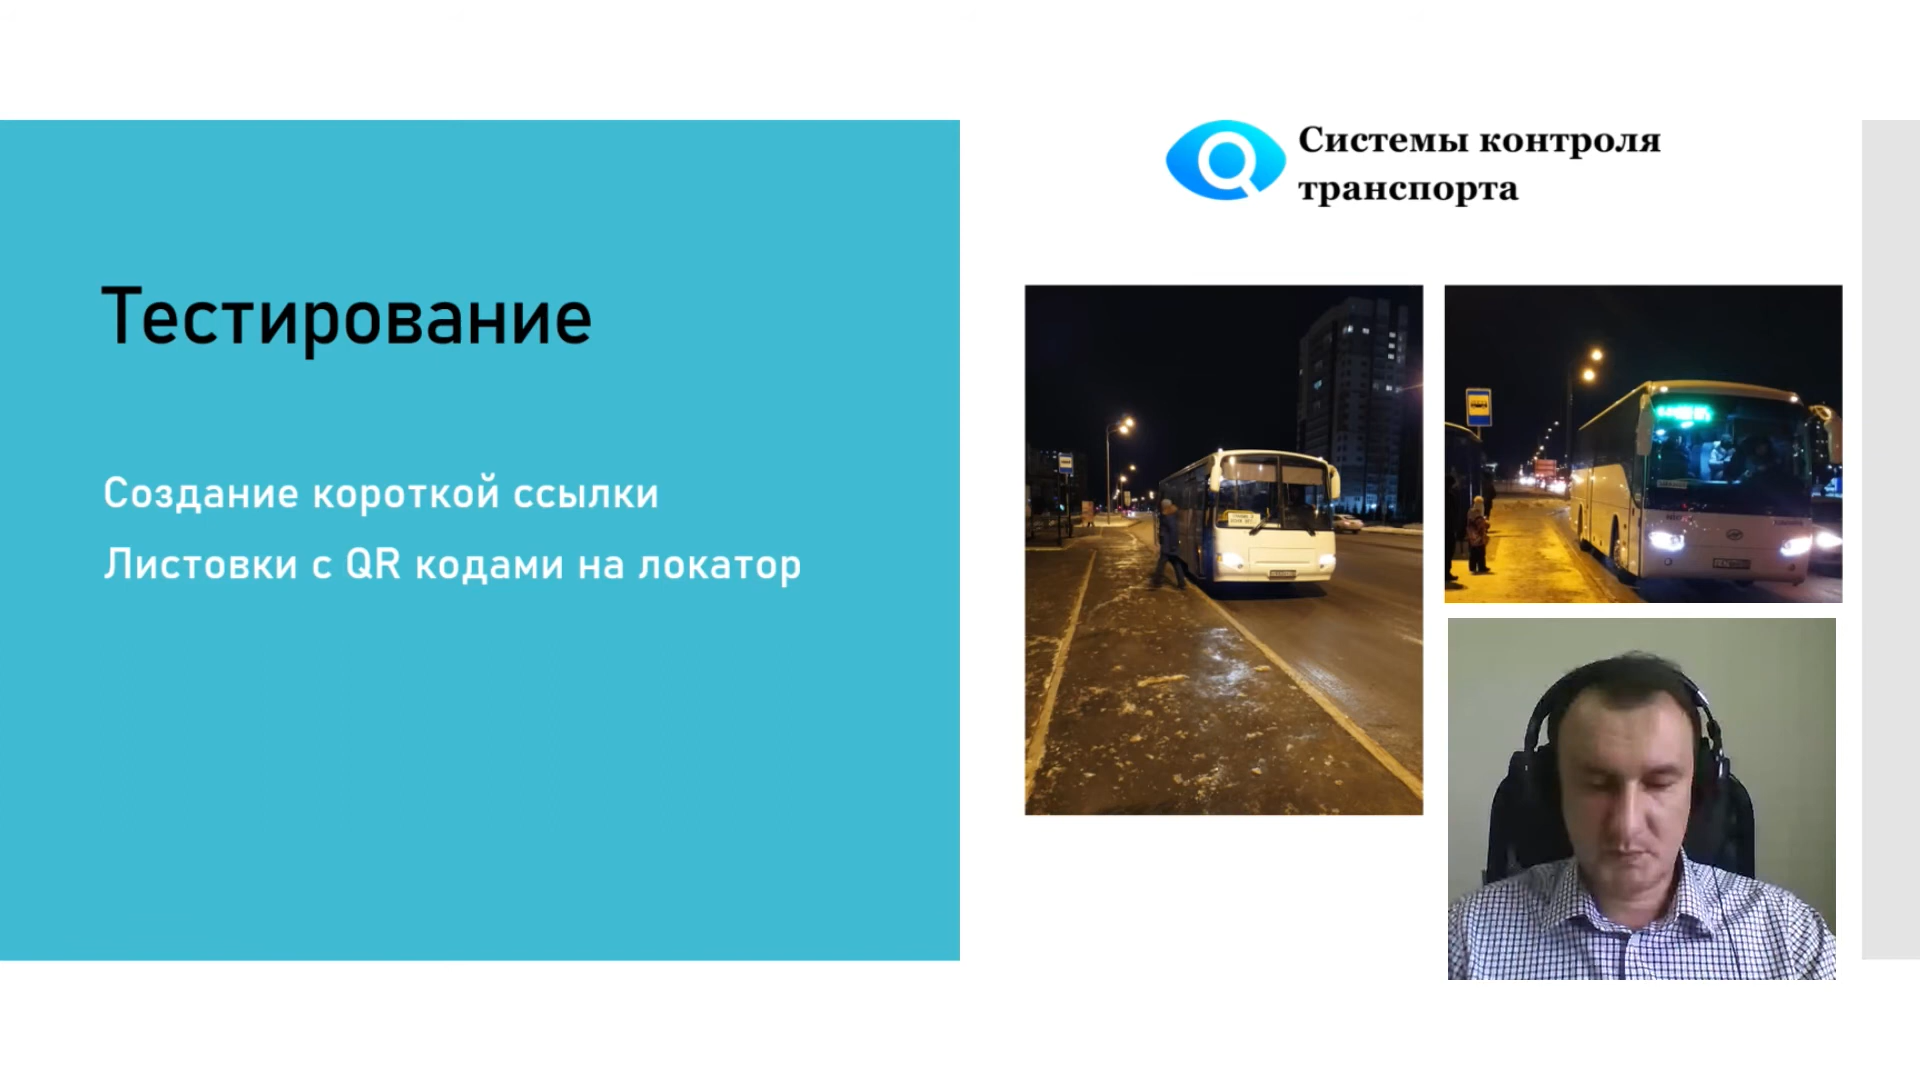 Системы контроля
транспорта
Тестирование
Создание короткой ссылки
Листовки с QR кодами на локатор